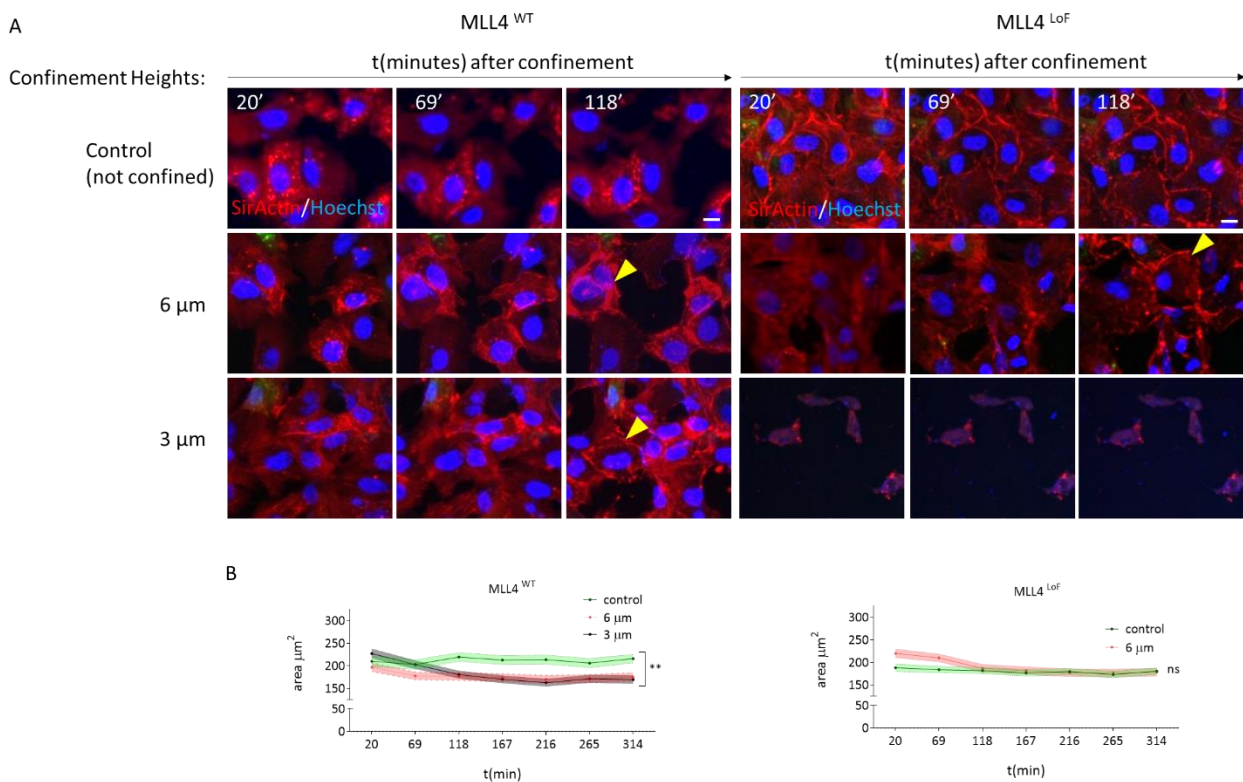 A
MLL4 WT
MLL4 LoF
t(minutes) after confinement
t(minutes) after confinement
Confinement Heights:
20’
69’
118’
20’
69’
118’
Control
(not confined)
SirActin/Hoechst
SirActin/Hoechst
6 µm
3 µm
B
MLL4 WT
control
6 µm
3 µm
area µm²
300
250
200
150
50
0
**
20 69 118 167 216 265 314
t(min)
MLL4 LoF
control
6 µm
area µm²
300
250
200
150
50
0
ns
20 69 118 167 216 265 314
t(min)